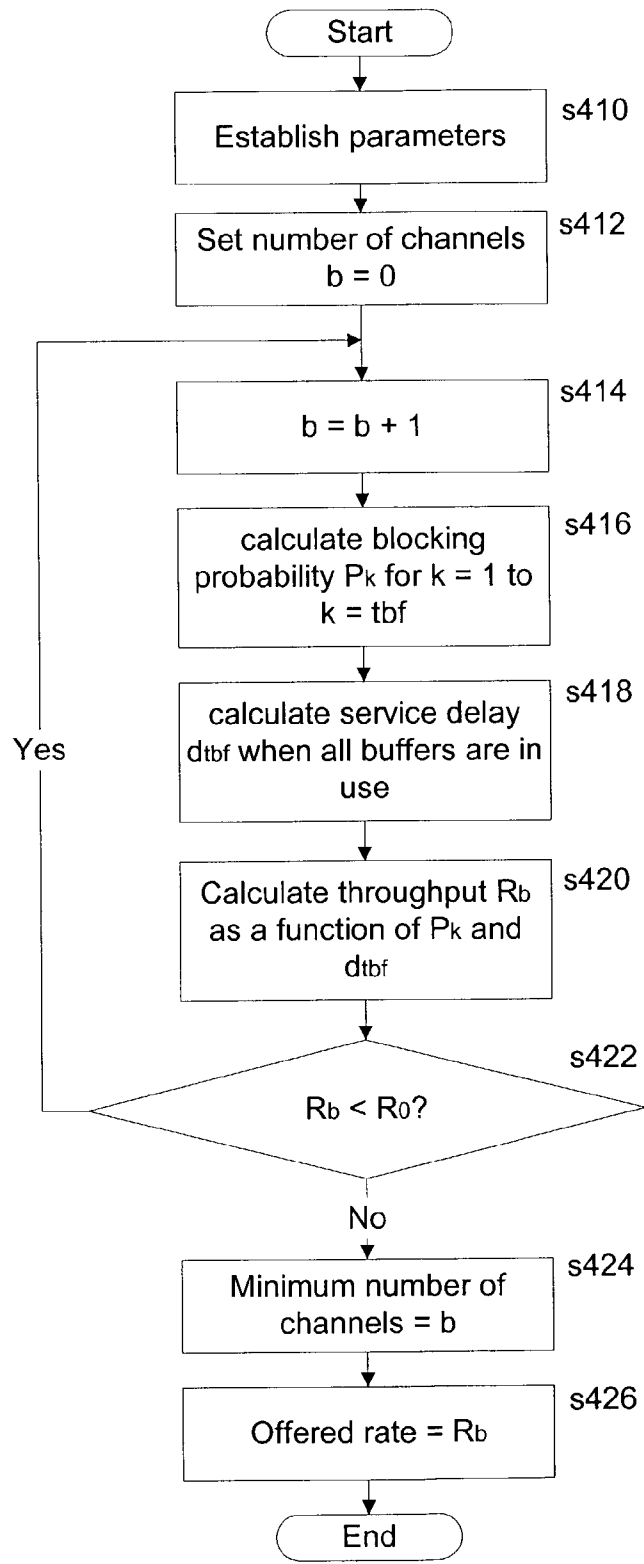 Start
s410
Establish parameters
s412
Set number of channels
b = 0
s414
b = b + 1
s416
calculate blocking
probability Pk for k = 1 to
k = tbf
s418
calculate service delay
dtbf when all buffers are in
use
Yes
s420
Calculate throughput Rb
as a function of Pk and
dtbf
s422
Rb < R0?
No
s424
Minimum number of
channels = b
s426
Offered rate = Rb
End